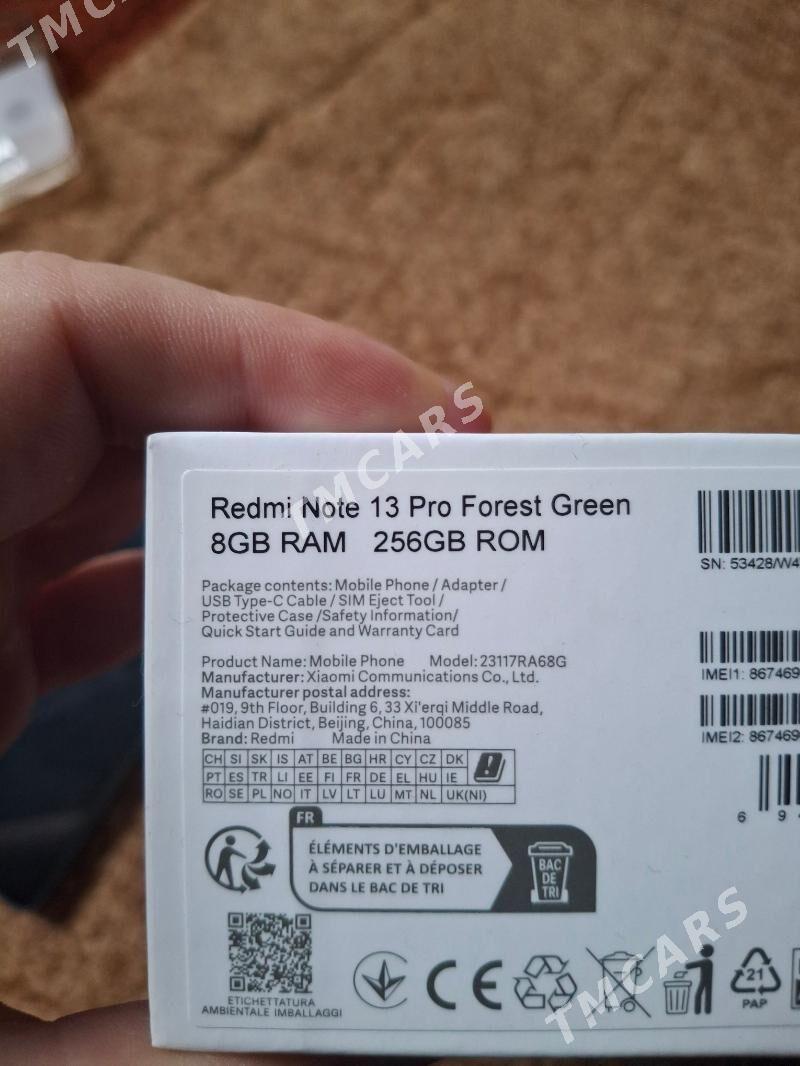 TMCARS
TMCARS
Redmi Note 13 Pro Forest Green
8GB RAM 256GB ROM
SN: 53428/W4
Package contents: Mobile Phone / Adapter /
USB Type-C Cable / SIM Eject Tool /
Protective Case /Safety Information/
Quick Start Guide and Warranty Card
Product Name: Mobile Phone Model: 23117RA68G
Manufacturer: Xiaomi Communications Co., Ltd.
Manufacturer postal address:
#019, 9th Floor, Building 6, 33 Xi'erqi Middle Road,
Haidian District, Beijing, China, 100085
Brand: Redmi Made in China
IMEI1: 867469
IMEI2: 867469
CH SI SK IS AT BE BG HR CY CZ DK
PT ES TR LI EE FI FR DE EL HU IE
RO SE PL NO IT LV LT LU MT NL UK(NI)
6 9
FR
ÉLÉMENTS D'EMBALLAGE
À SÉPARER ET À DÉPOSER
DANS LE BAC DE TRI
BAC
DE
TRI
ETICHETTATURA
AMBIENTALE IMBALLAGGI
CE
21
PAP
TMCARS